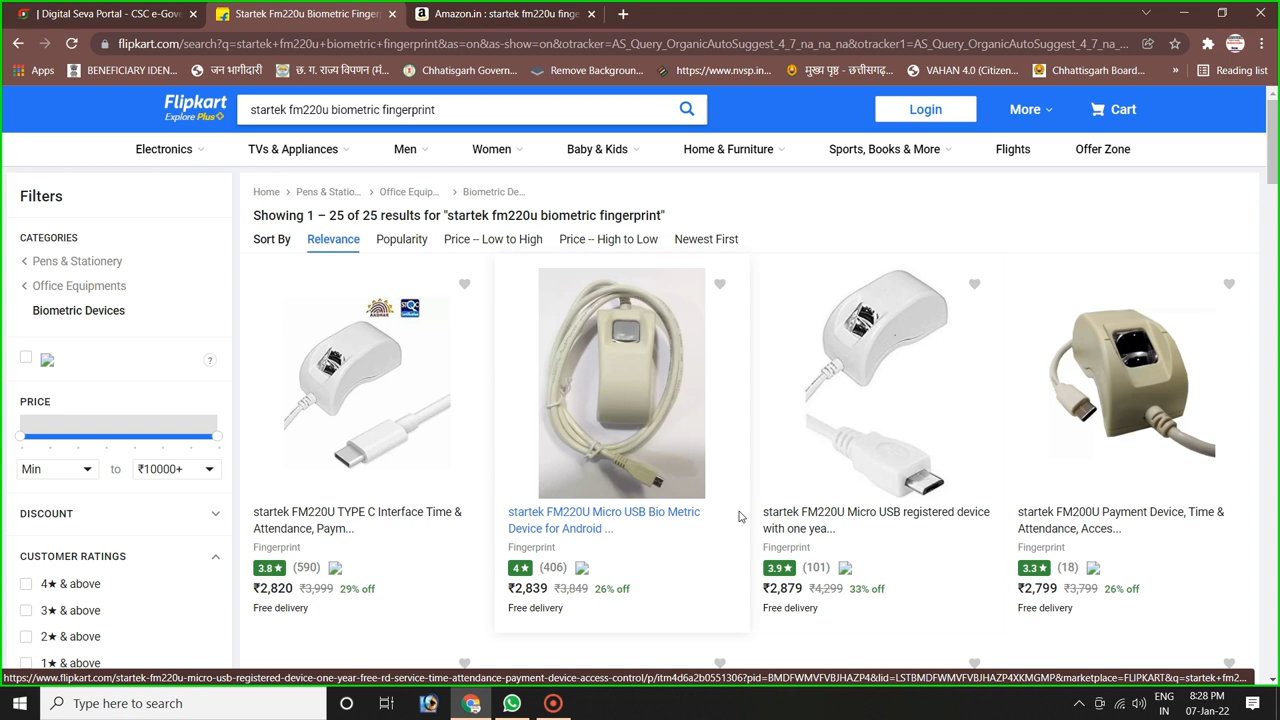 | Digital Seva Portal - CSC e-Gove
Startek Fm220u Biometric Fingerp
Amazon.in : startek fm220u finge
flipkart.com/search?q=startek+fm220u+biometric+fingerprint&as=on&as-show=on&otracker=AS_Query_OrganicAutoSuggest_4_7_na_na_na&otracker1=AS_Query_OrganicAutoSuggest_4_7_na_na_...
Apps
BENEFICIARY IDEN...
जन भागीदारी
छ. ग. राज्य विपणन (मं...
Chhattisgarh Govern...
Remove Backgroun...
https://www.nvsp.in...
मुख्य पृष्ठ - छत्तीसगढ़...
VAHAN 4.0 (Citizen...
Chhattisgarh Board...
»
Reading list
Flipkart
Explore Plus
startek fm220u biometric fingerprint
Login
More
Cart
Electronics
TVs & Appliances
Men
Women
Baby & Kids
Home & Furniture
Sports, Books & More
Flights
Offer Zone
Filters
CATEGORIES
Pens & Stationery
Office Equipments
Biometric Devices
?
PRICE
Min
to
₹10000+
DISCOUNT
CUSTOMER RATINGS
4★ & above
3★ & above
2★ & above
1★ & above
Home > Pens & Statio... > Office Equip... > Biometric De...
Showing 1 – 25 of 25 results for "startek fm220u biometric fingerprint"
Sort By Relevance Popularity Price -- Low to High Price -- High to Low Newest First
AADHAAR
STQC
startek FM220U TYPE C Interface Time &
Attendance, Paym...
Fingerprint
3.8★ (590)
₹2,820 ₹3,999 29% off
Free delivery
startek FM220U Micro USB Bio Metric
Device for Android ...
Fingerprint
4★ (406)
₹2,839 ₹3,849 26% off
Free delivery
startek FM220U Micro USB registered device
with one yea...
Fingerprint
3.9★ (101)
₹2,879 ₹4,299 33% off
Free delivery
startek FM200U Payment Device, Time &
Attendance, Acces...
Fingerprint
3.3★ (18)
₹2,799 ₹3,799 26% off
Free delivery
https://www.flipkart.com/startek-fm220u-micro-usb-registered-device-one-year-free-rd-service-time-attendance-payment-device-access-control/p/itm4d6a2b0551306?pid=BMDFWMVFVBJHAZP4&lid=LSTBMDFWMVFVBJHAZP4XKMGMP&marketplace=FLIPKART&q=startek+fm2...
Type here to search
ENG
IN
8:28 PM
07-Jan-22